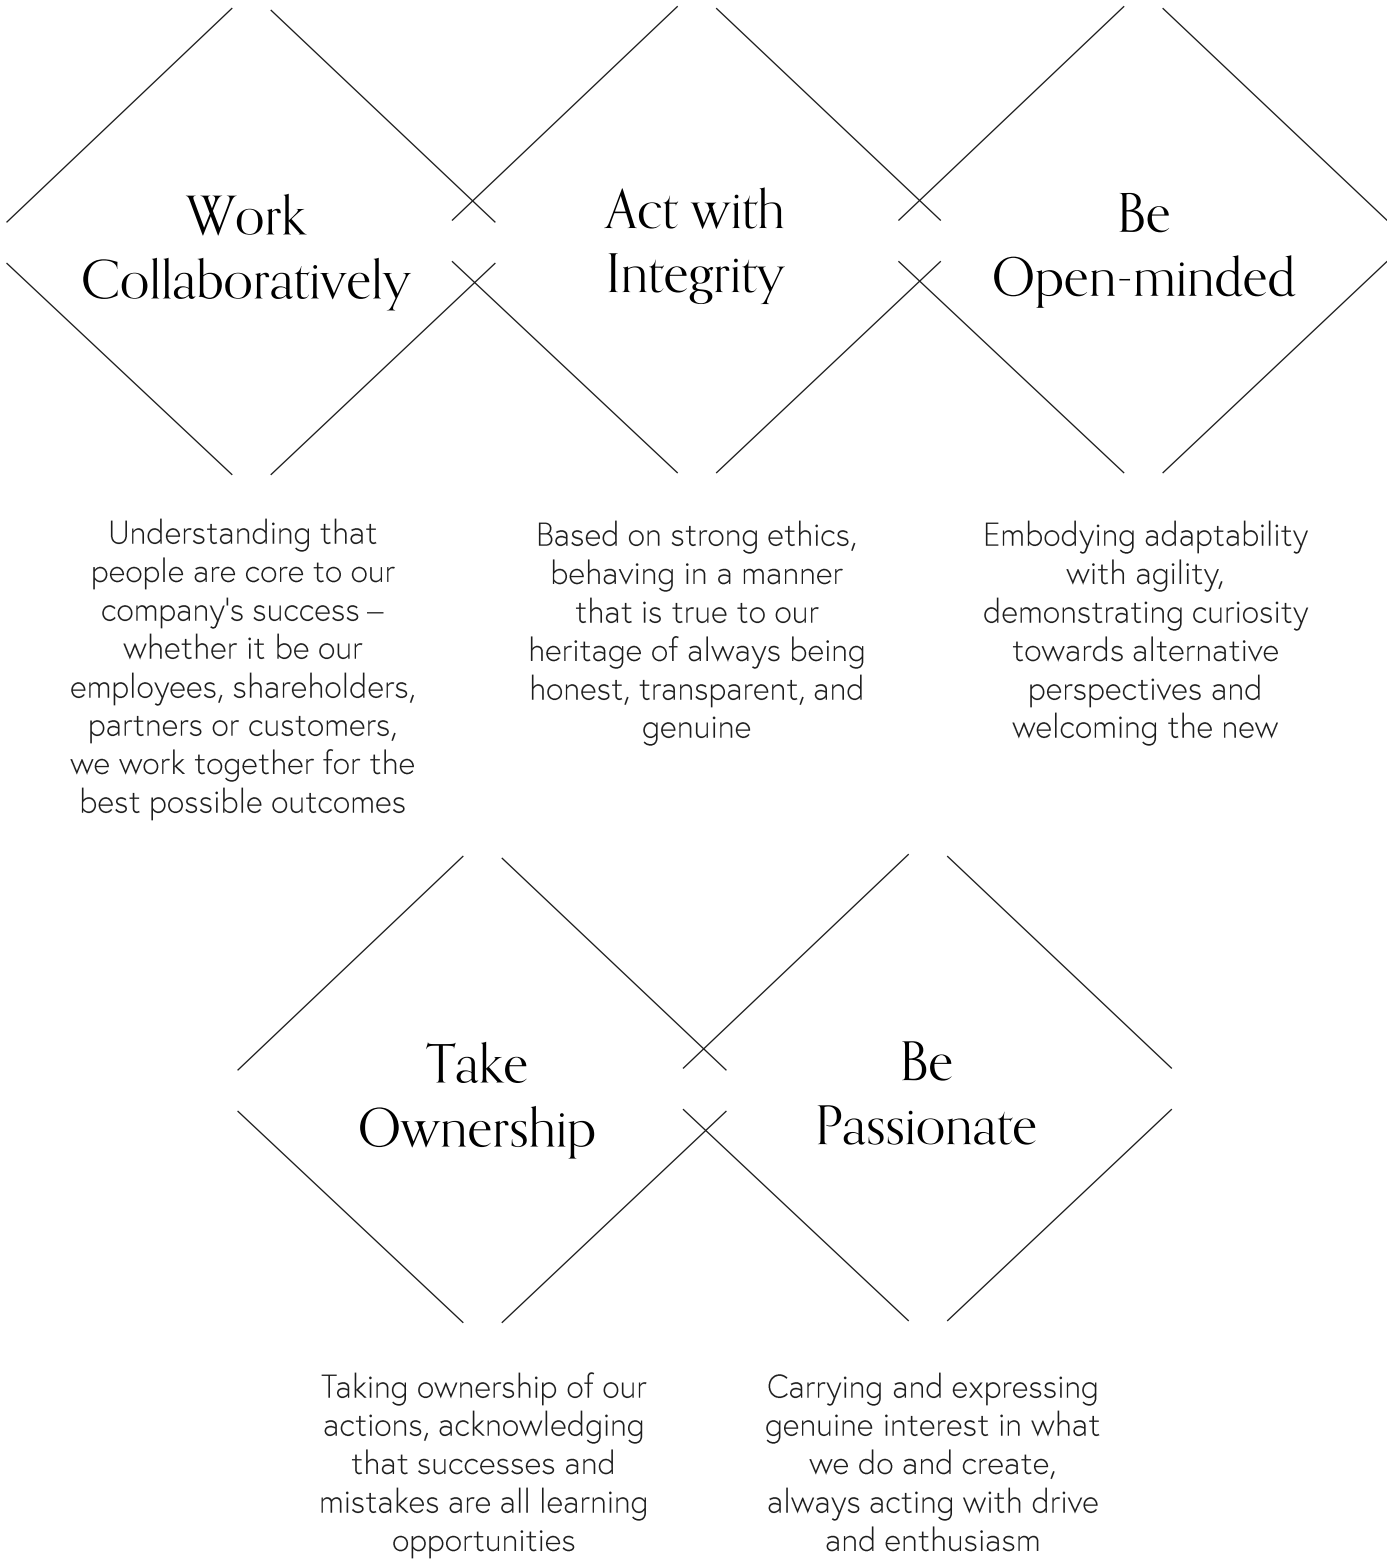 Work
Collaboratively
Act with
Integrity
Be
Open-minded
Understanding that
people are core to our
company's success –
whether it be our
employees, shareholders,
partners or customers,
we work together for the
best possible outcomes
Based on strong ethics,
behaving in a manner
that is true to our
heritage of always being
honest, transparent, and
genuine
Embodying adaptability
with agility,
demonstrating curiosity
towards alternative
perspectives and
welcoming the new
Take
Ownership
Be
Passionate
Taking ownership of our
actions, acknowledging
that successes and
mistakes are all learning
opportunities
Carrying and expressing
genuine interest in what
we do and create,
always acting with drive
and enthusiasm